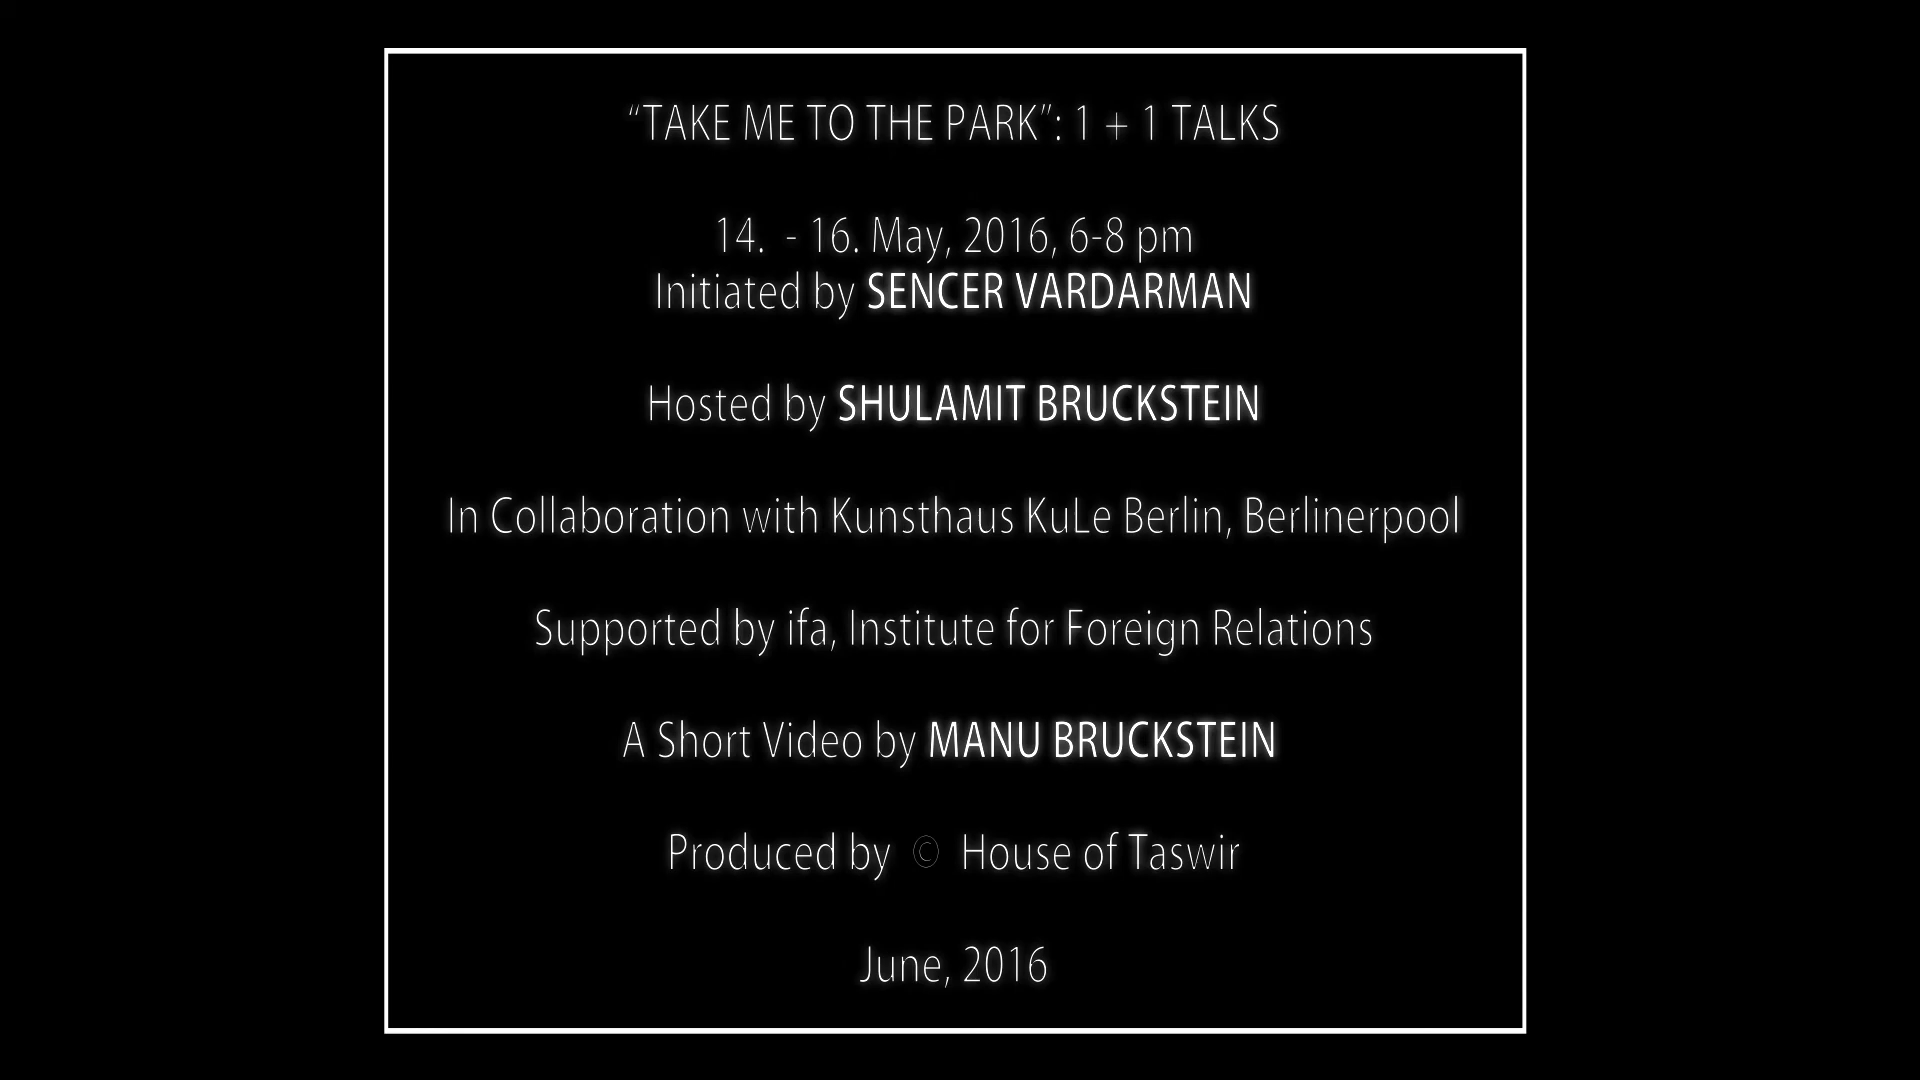 “TAKE ME TO THE PARK”: 1 + 1 TALKS
14. - 16. May, 2016, 6-8 pm
Initiated by SENCER VARDARMAN
Hosted by SHULAMIT BRUCKSTEIN
In Collaboration with Kunsthaus KuLe Berlin, Berlinerpool
Supported by ifa, Institute for Foreign Relations
A Short Video by MANU BRUCKSTEIN
Produced by © House of Taswir
June, 2016